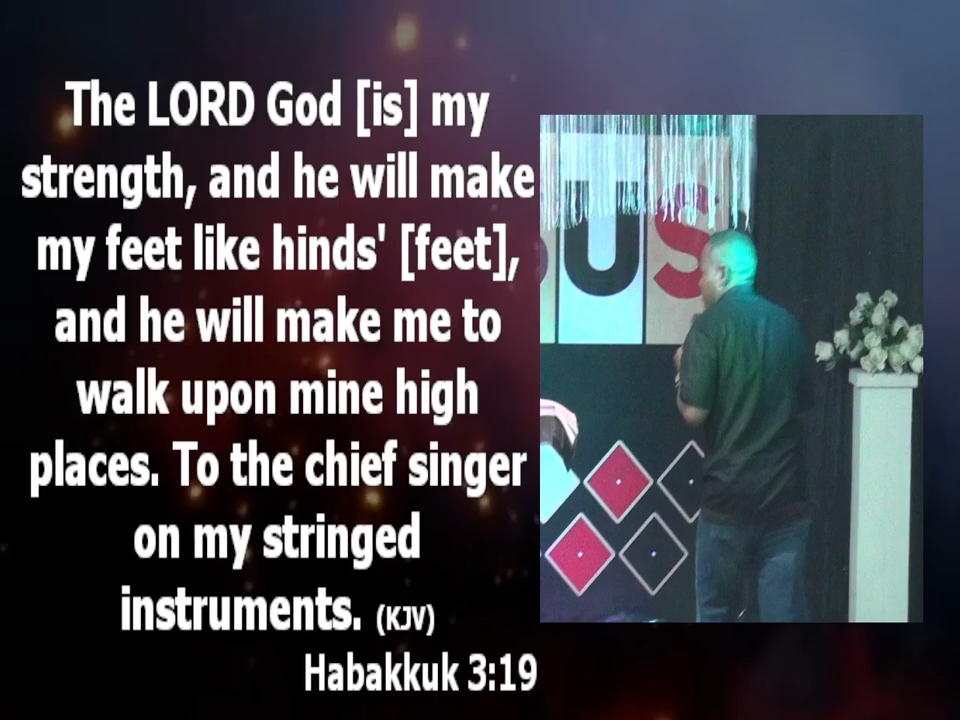 The LORD God [is] my
strength, and he will make
my feet like hinds' [feet],
and he will make me to
walk upon mine high
places. To the chief singer
on my stringed
instruments. (KJV)
Habakkuk 3:19
US